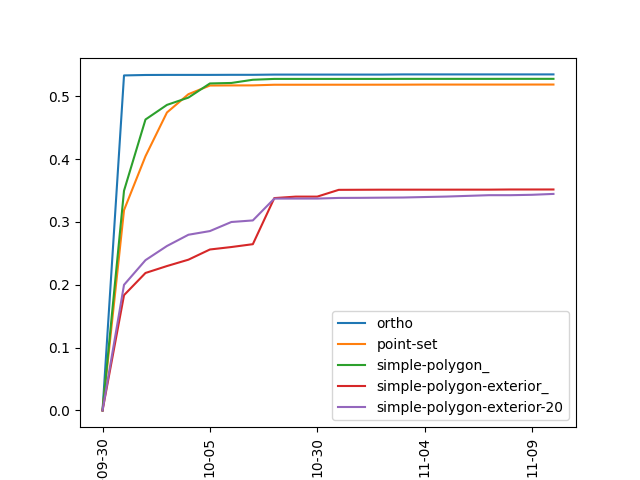 0.5
0.4
0.3
0.2
0.1
0.0
ortho
point-set
simple-polygon_
simple-polygon-exterior_
simple-polygon-exterior-20
09-30
10-05
10-30
11-04
11-09